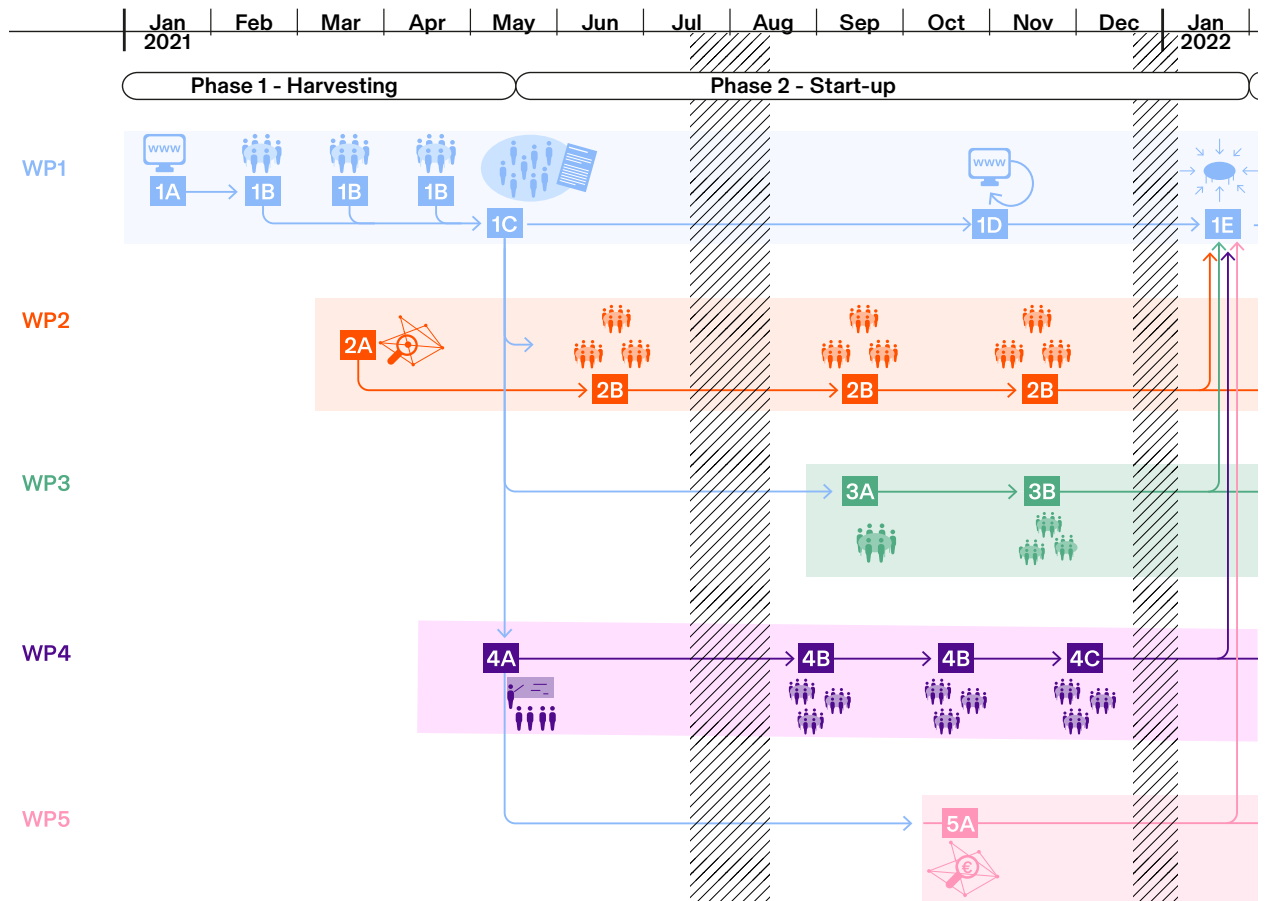 Jan Feb Mar Apr May Jun Jul Aug Sep Oct Nov Dec Jan
2021 2022
Phase 1 - Harvesting Phase 2 - Start-up
WP1
www www
1A 1B 1B 1B
1C 1D 1E
WP2
2A
2B 2B 2B
WP3
3A 3B
WP4
4A 4B 4B 4C
WP5
5A
€